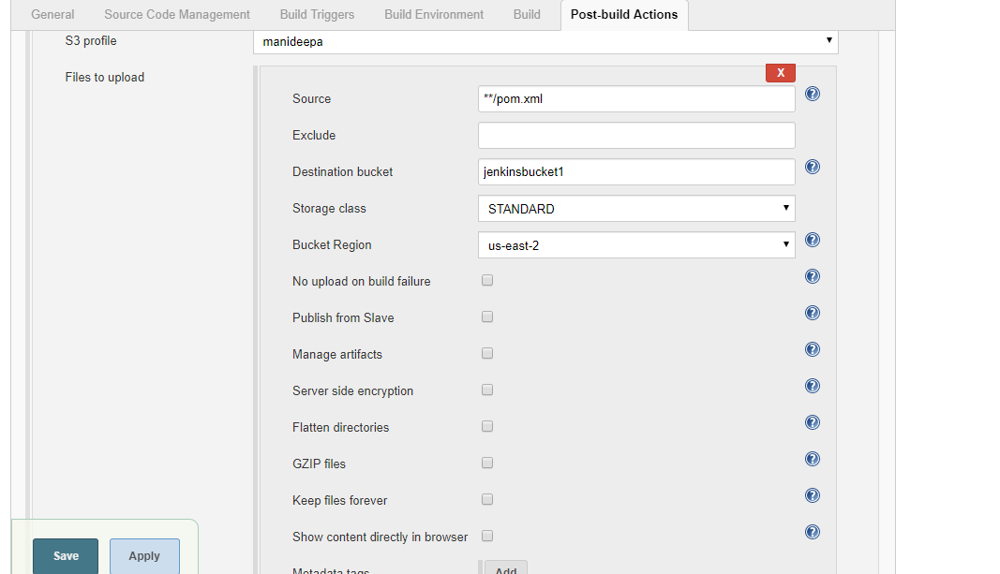 General Source Code Management Build Triggers Build Environment Build Post-build Actions
S3 profile manideepa
Files to upload
X
Source **/pom.xml
Exclude
Destination bucket jenkinsbucket1
Storage class STANDARD
Bucket Region us-east-2
No upload on build failure
Publish from Slave
Manage artifacts
Server side encryption
Flatten directories
GZIP files
Keep files forever
Show content directly in browser
Save Apply
Metadata tags Add